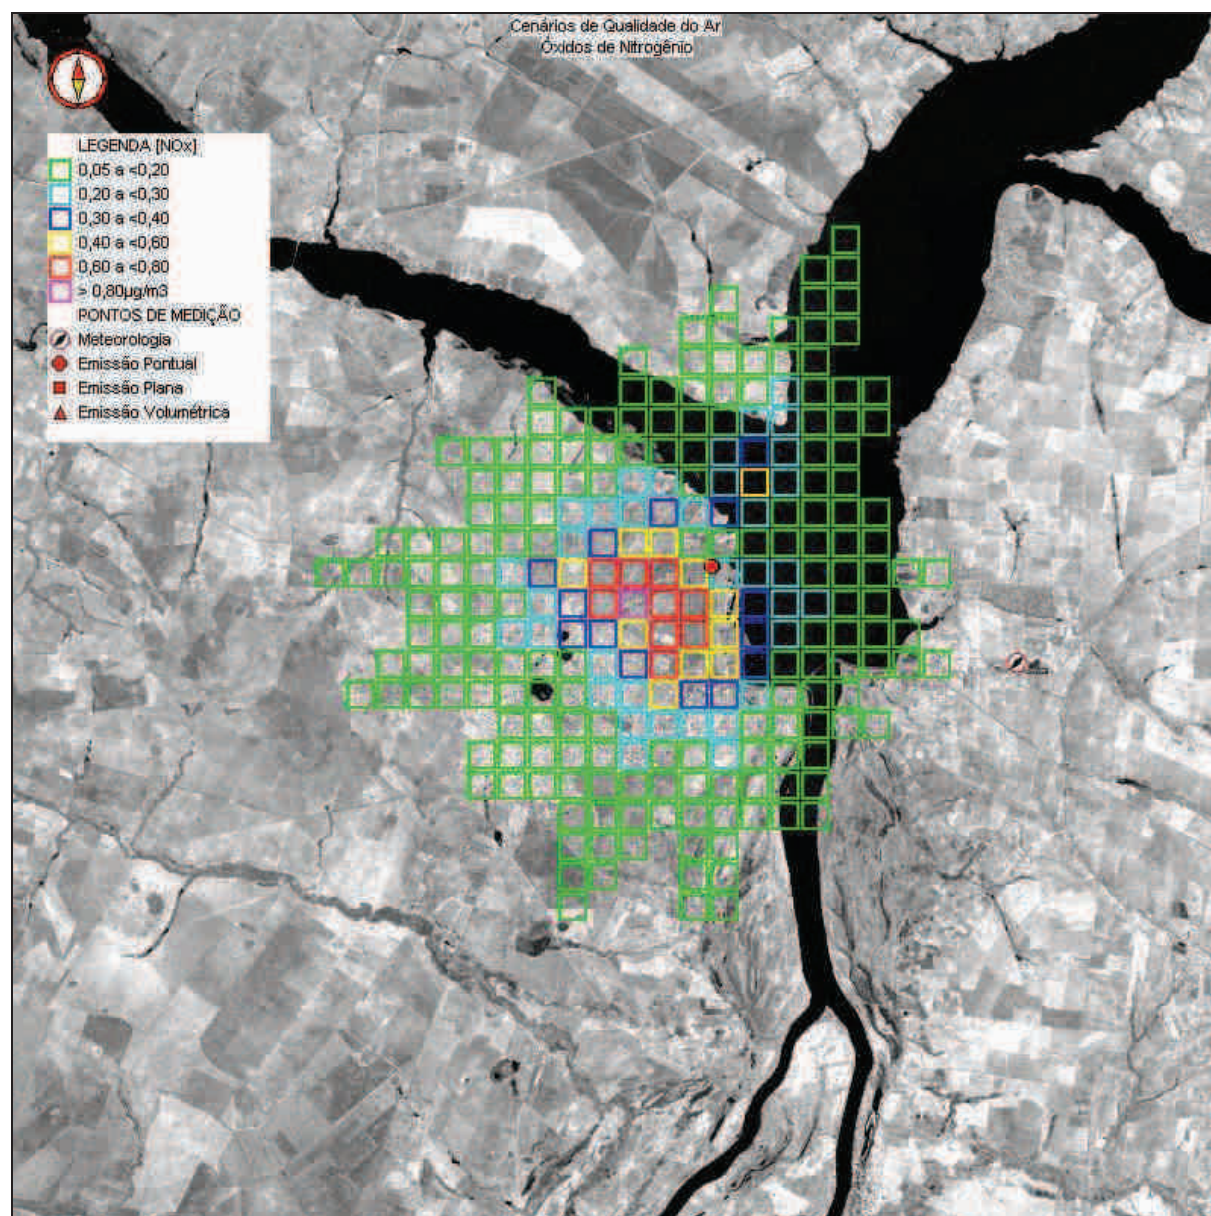 Cenários de Qualidade do Ar
Óxidos de Nitrogênio
LEGENDA [NOx]
0,05 a <0,20
0,20 a <0,30
0,30 a <0,40
0,40 a <0,60
0,60 a <0,80
> 0,80µg/m3
PONTOS DE MEDIÇÃO
Meteorologia
Emissão Pontual
Emissão Plana
Emissão Volumétrica